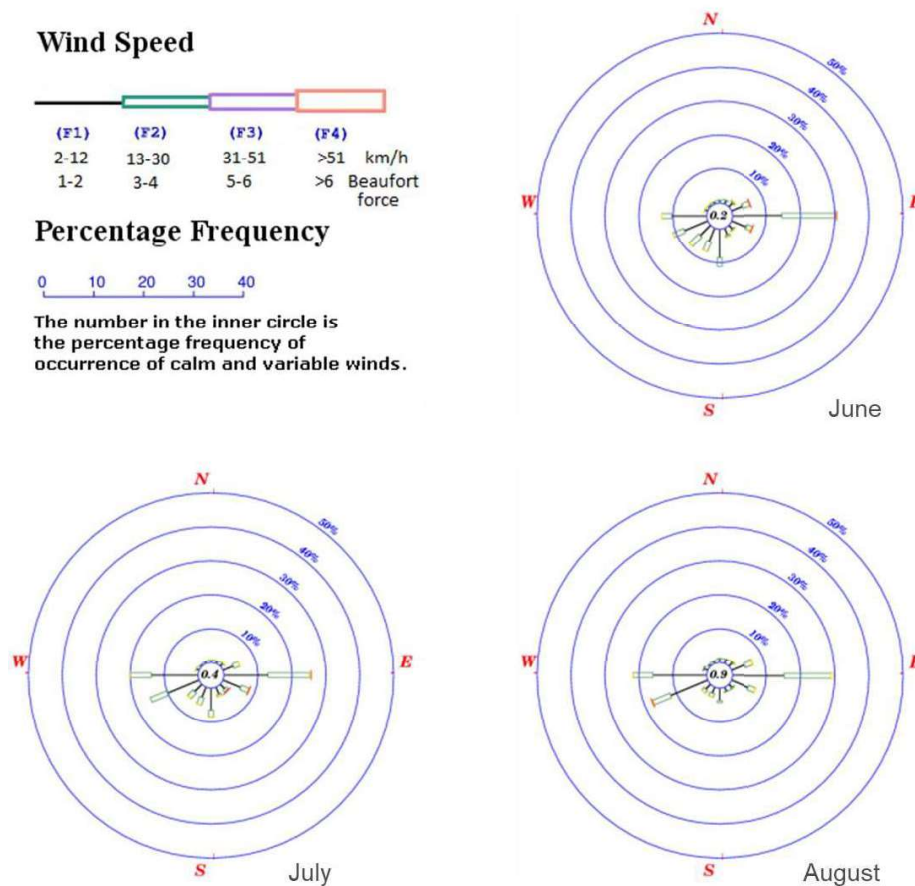 Wind Speed
(F1) (F2) (F3) (F4)
2-12 13-30 31-51 >51 km/h
1-2 3-4 5-6 >6 Beaufort
force
Percentage Frequency
0 10 20 30 40
The number in the inner circle is
the percentage frequency of
occurrence of calm and variable winds.
N
50%
40%
30%
20%
10%
W 0.2 E
S
June
N
50%
40%
30%
20%
10%
W 0.4 E
S
July
N
50%
40%
30%
20%
10%
W 0.9 E
S
August